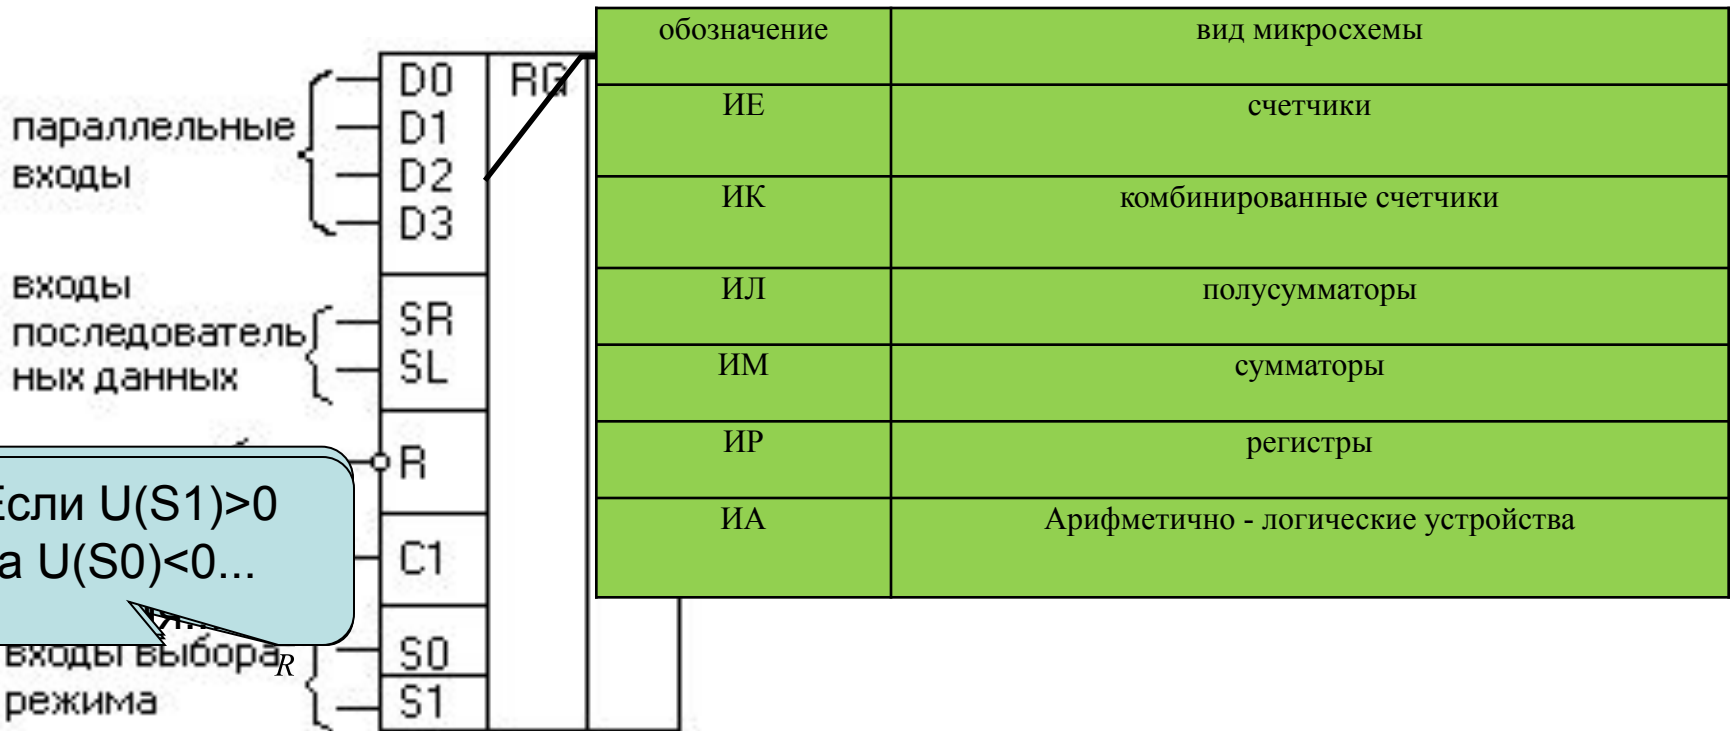 параллельные
входы
входы
последователь
ных данных
Если U(S1)>0
а U(S0)<0...
R
входы выбора
режима
D0
D1
D2
D3
SR
SL
R
C1
S0
S1
RG
обозначение вид микросхемы
ИЕ счетчики
ИК комбинированные счетчики
ИЛ полусумматоры
ИМ сумматоры
ИР регистры
ИА Арифметично - логические устройства